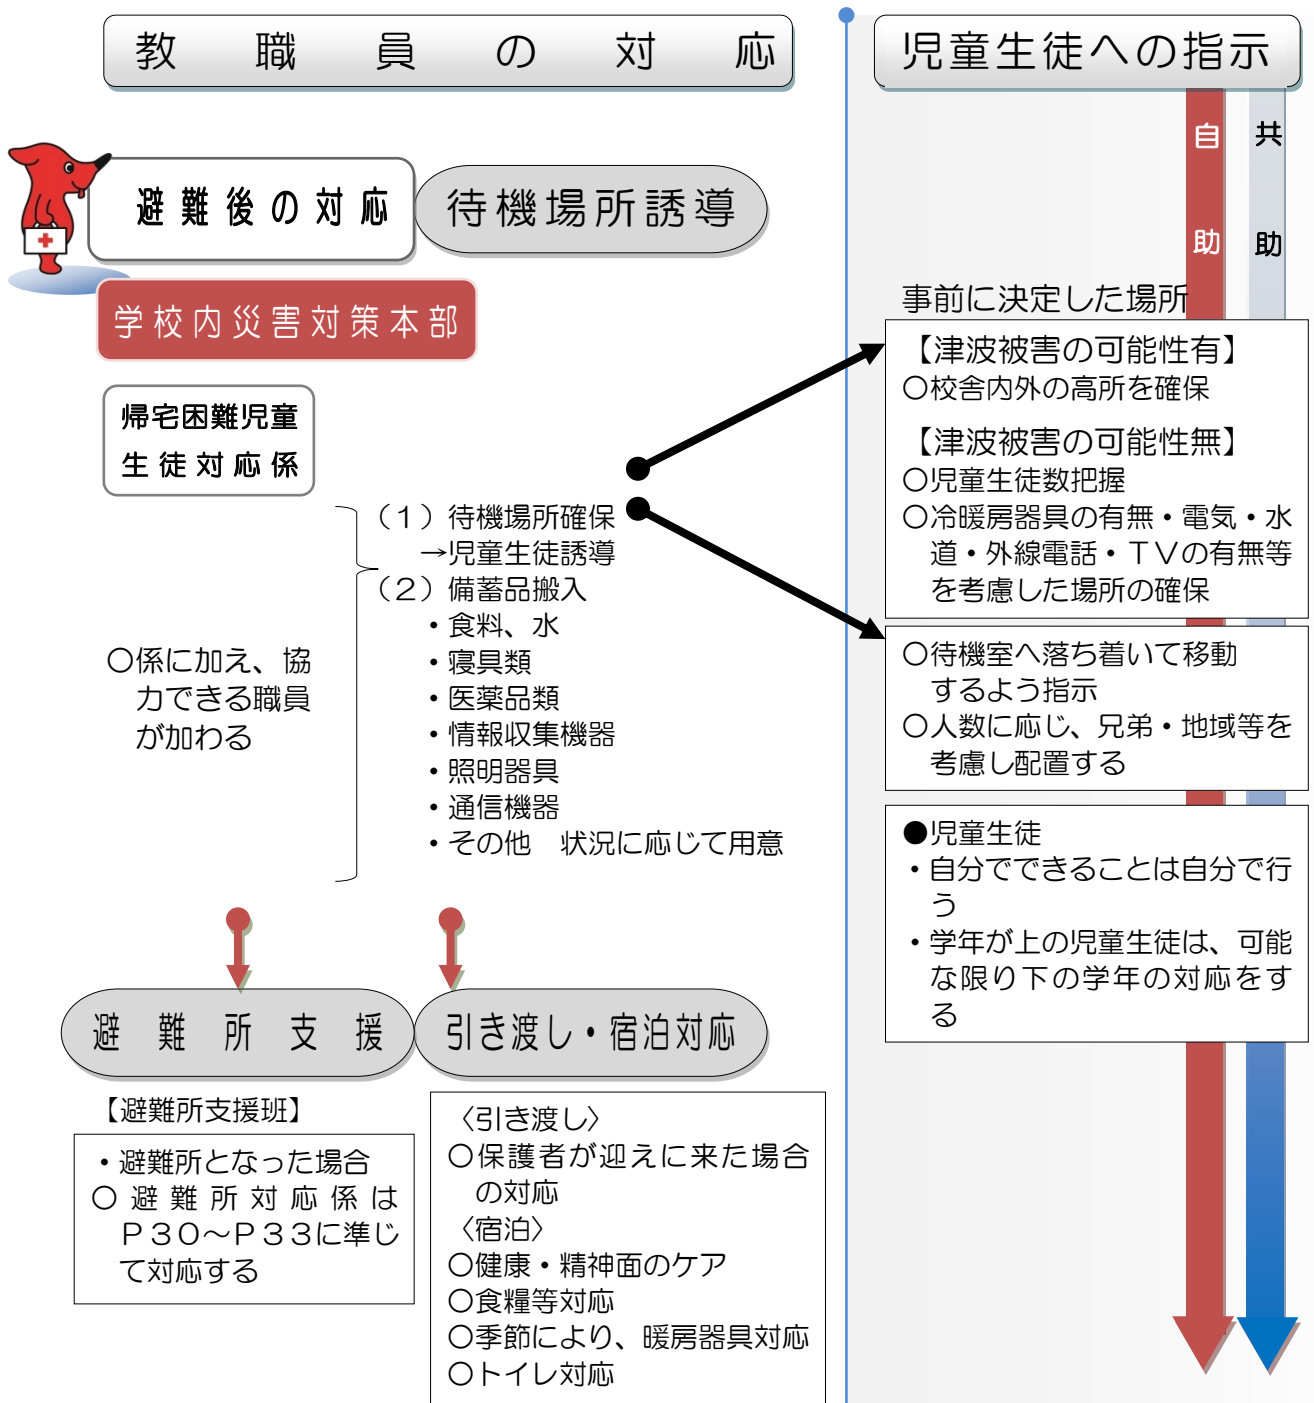 教職員の対応
避難後の対応
待機場所誘導
学校内災害対策本部
帰宅困難児童
生徒対応係
(1)待機場所確保
→児童生徒誘導
(2)備蓄品搬入
・食料、水
・寝具類
・医薬品類
・情報収集機器
・照明器具
・通信機器
・その他　状況に応じて用意
〇係に加え、協
力できる職員
が加わる
避難所支援
【避難所支援班】
・避難所となった場合
〇避難所対応係は
P30～P33に準じ
て対応する
引き渡し・宿泊対応
〈引き渡し〉
〇保護者が迎えに来た場合
の対応
〈宿泊〉
〇健康・精神面のケア
〇食糧等対応
〇季節により、暖房器具対応
〇トイレ対応
児童生徒への指示
自助
共助
事前に決定した場所
【津波被害の可能性有】
〇校舎内外の高所を確保
【津波被害の可能性無】
〇児童生徒数把握
〇冷暖房器具の有無・電気・水
道・外線電話・TVの有無等
を考慮した場所の確保
〇待機室へ落ち着いて移動
するよう指示
〇人数に応じ、兄弟・地域等を
考慮し配置する
●児童生徒
・自分でできることは自分で行
う
・学年が上の児童生徒は、可能
な限り下の学年の対応をす
る